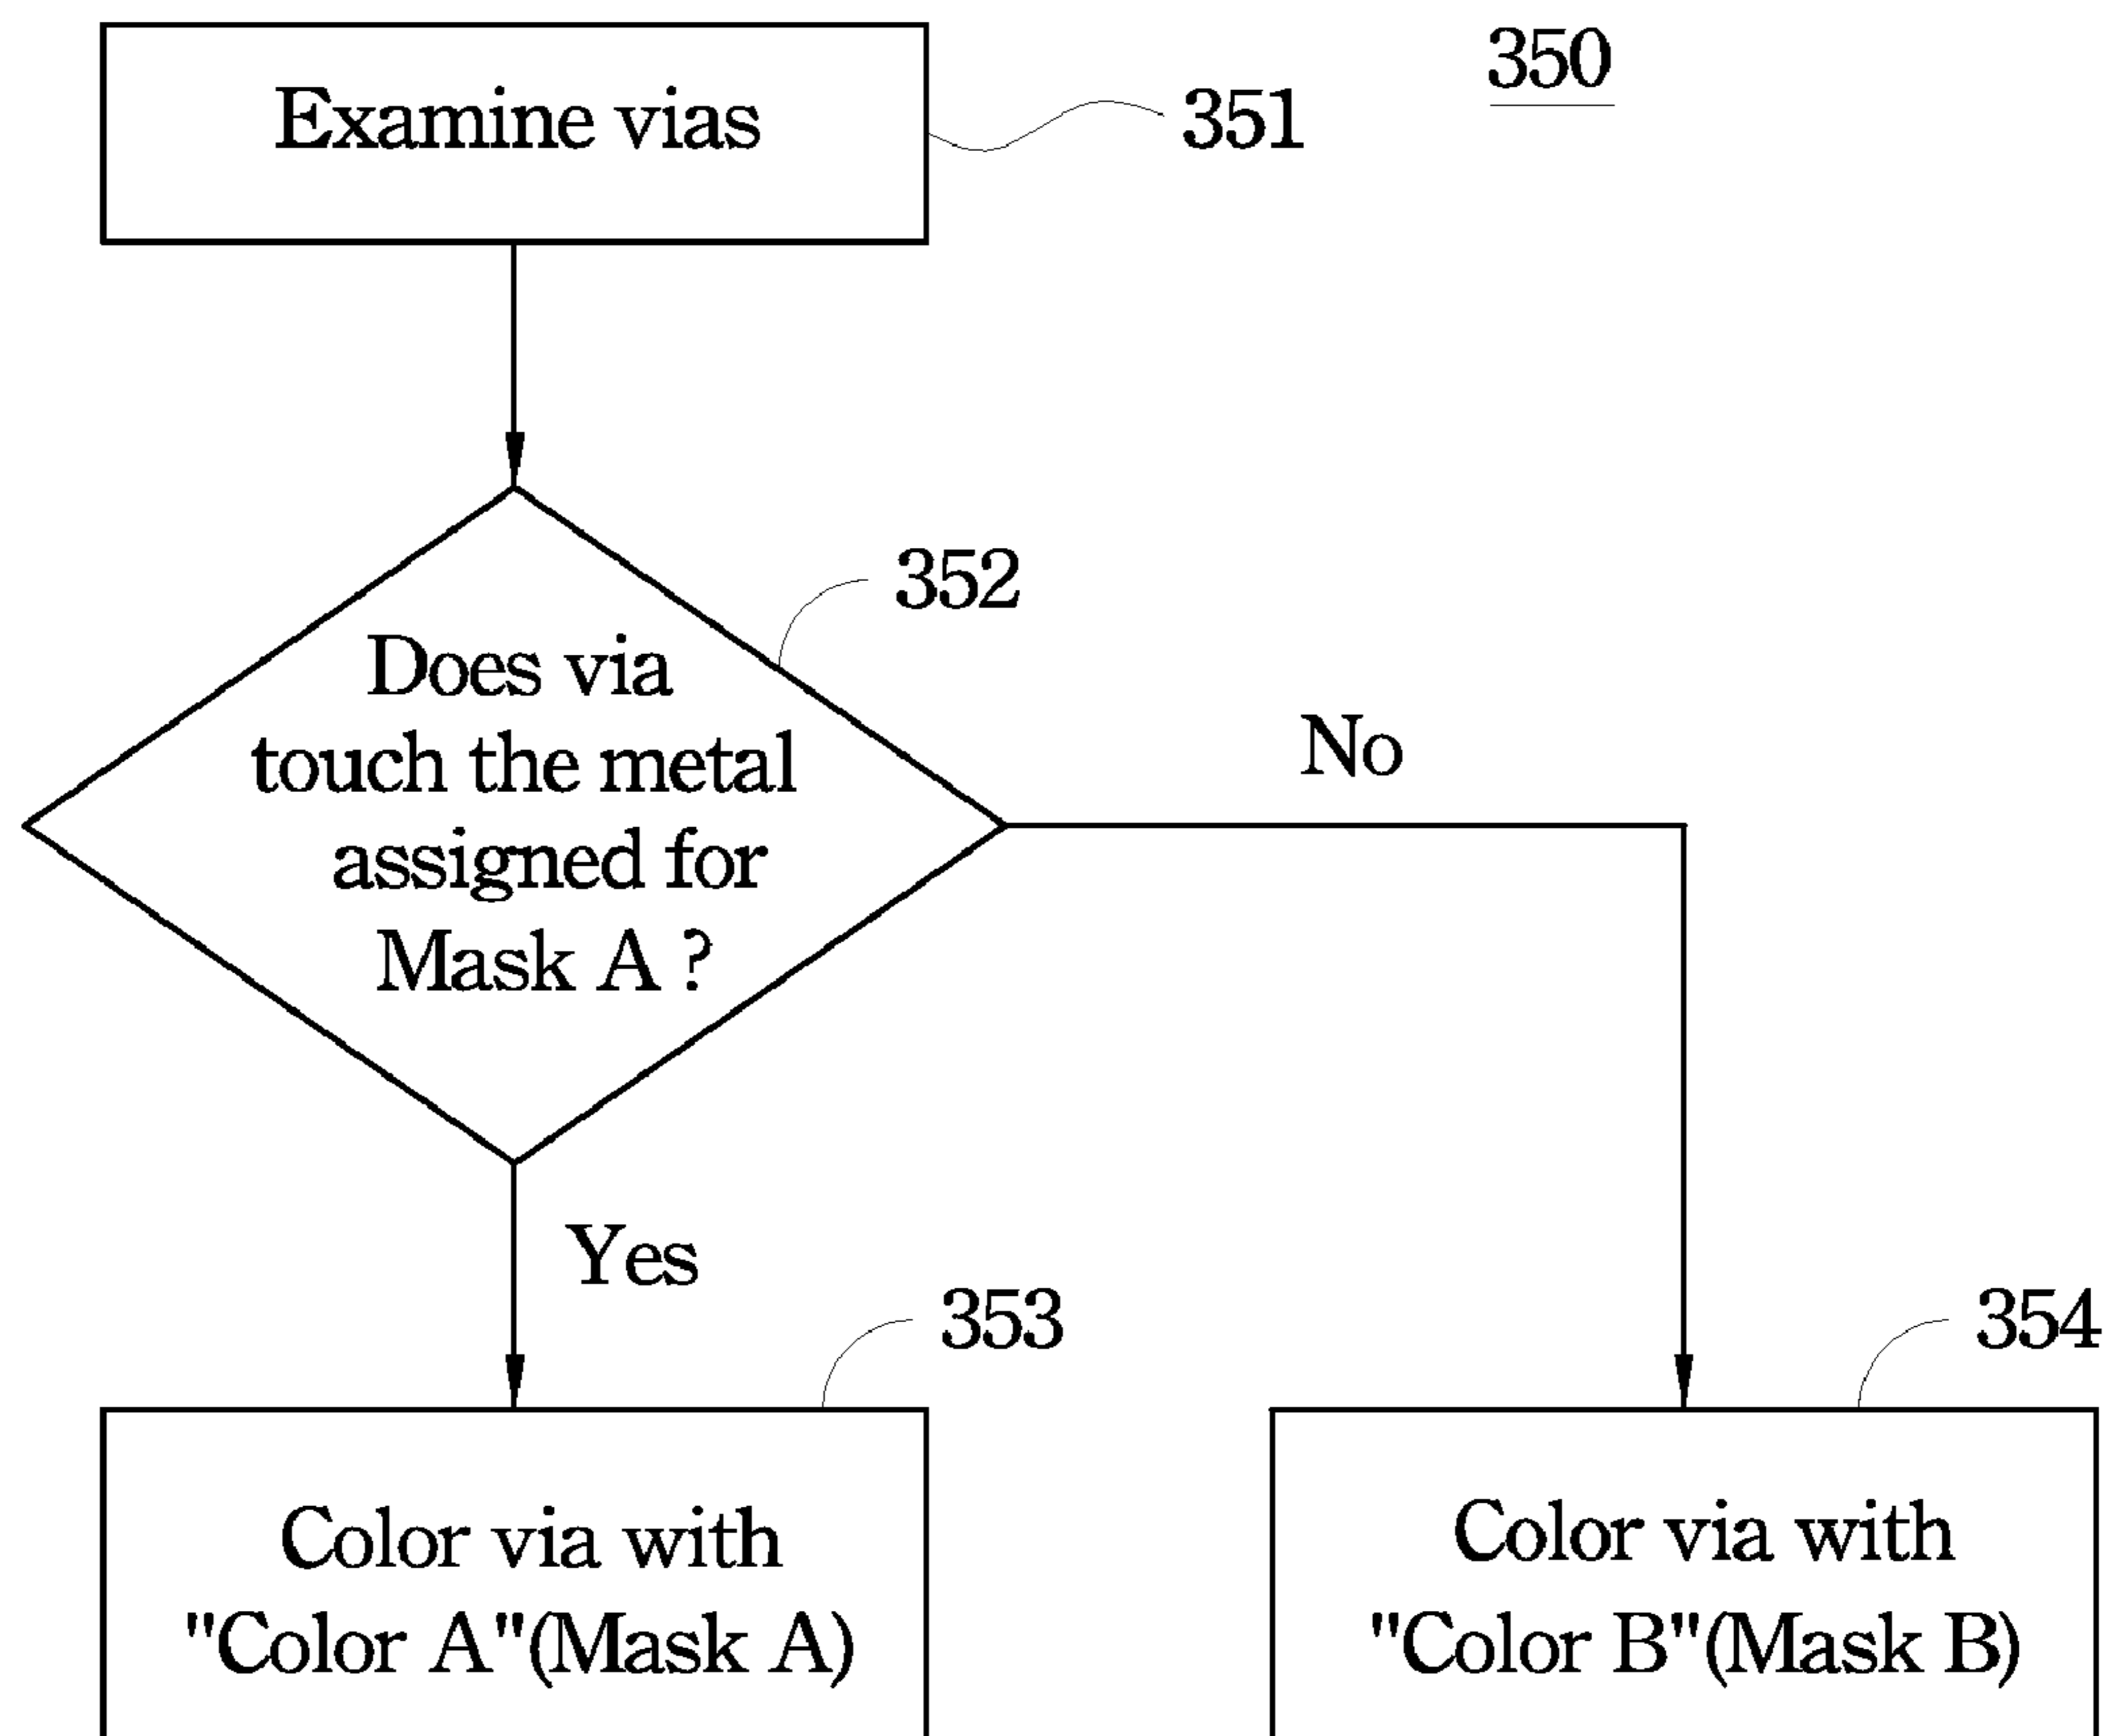 350
Examine vias
351
352
Does via
touch the metal
assigned for
Mask A ?
No
Yes
353
354
Color via with
"Color A"(Mask A)
Color via with
"Color B"(Mask B)